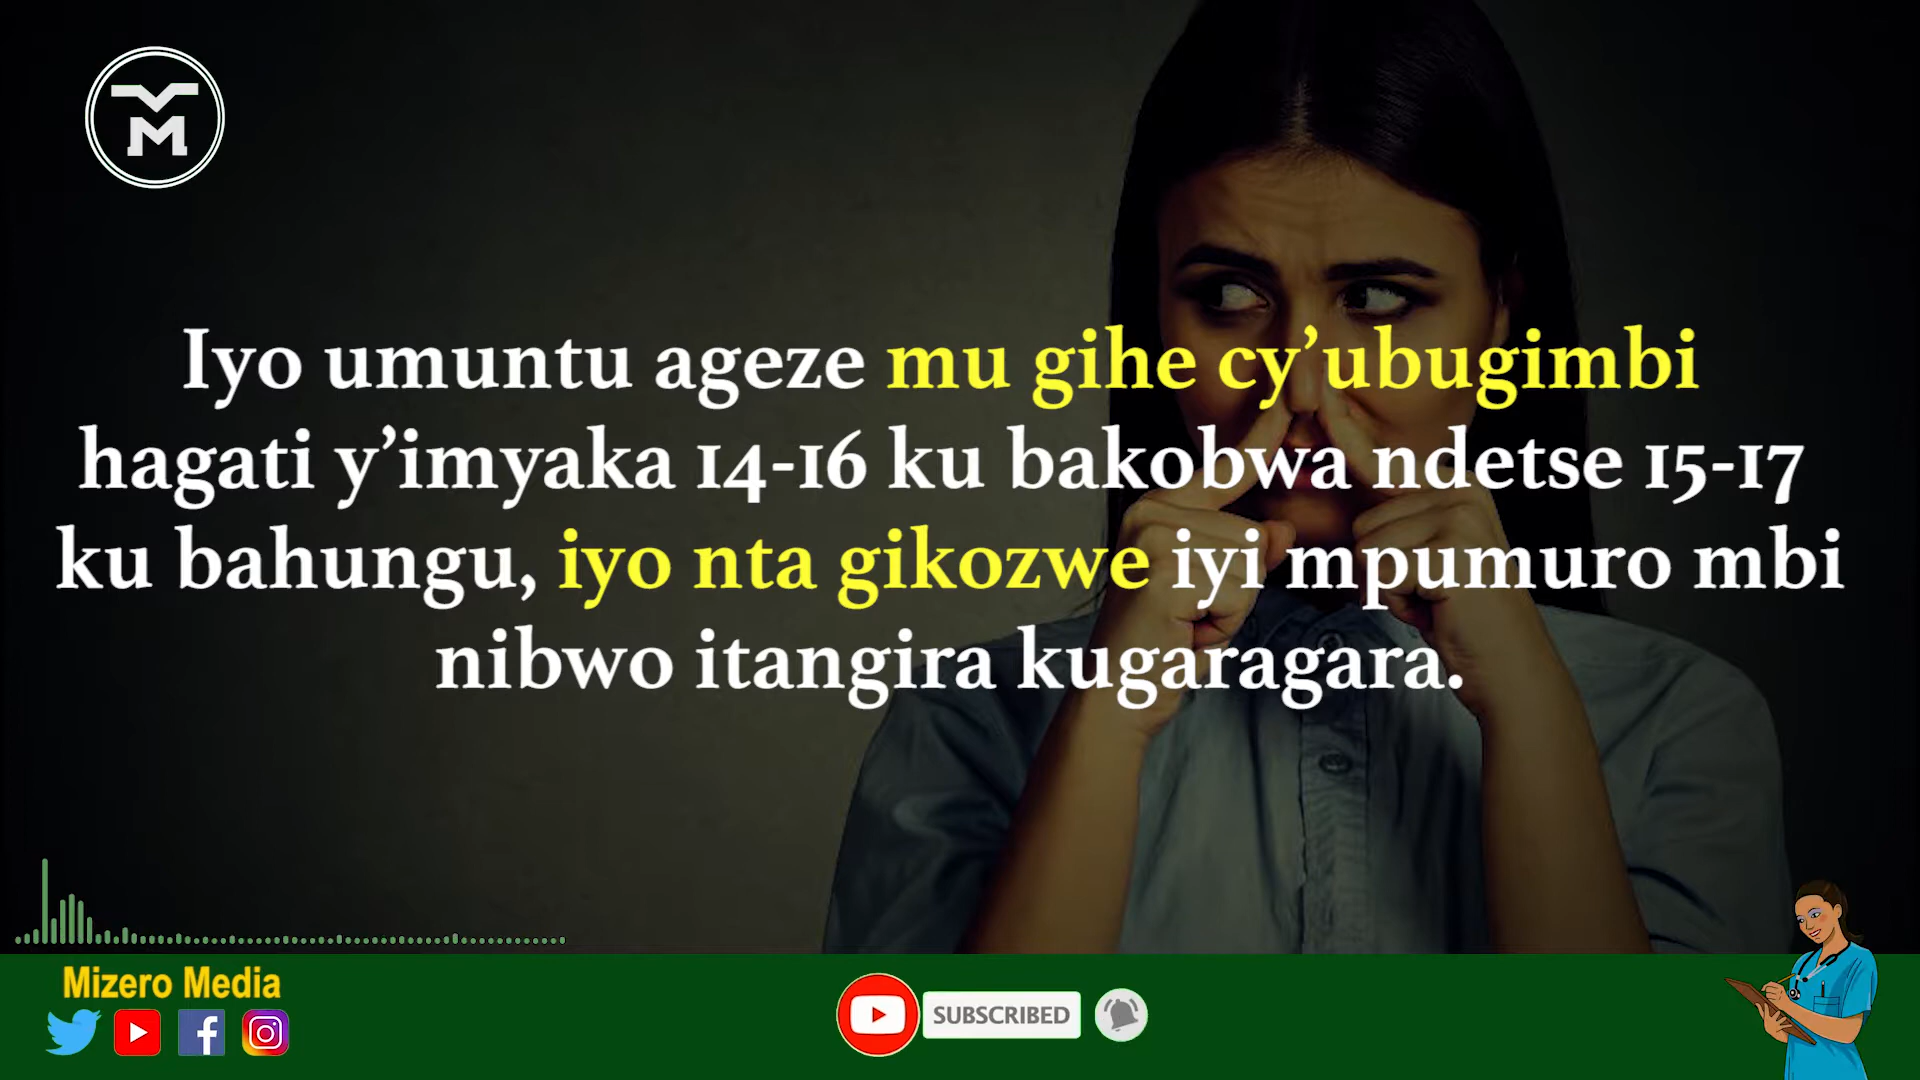 Iyo umuntu ageze mu gihe cy’ubugimbi
hagati y’imyaka 14-16 ku bakobwa ndetse 15-17
ku bahungu, iyo nta gikozwe iyi mpumuro mbi
nibwo itangira kugaragara.
Mizero Media
SUBSCRIBED